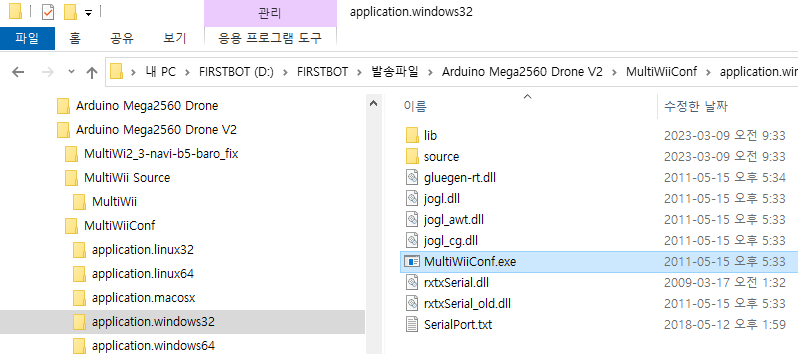 관리
application.windows32
파일
홈
공유
보기
응용 프로그램 도구
내 PC > FIRSTBOT (D:) > FIRSTBOT > 발송파일 > Arduino Mega2560 Drone V2 > MultiWiiConf > application.win
Arduino Mega2560 Drone
Arduino Mega2560 Drone V2
MultiWi2_3-navi-b5-baro_fix
MultiWii Source
MultiWii
MultiWiiConf
application.linux32
application.linux64
application.macosx
application.windows32
application.windows64
이름 수정한 날짜
lib 2023-03-09 오전 9:33
source 2023-03-09 오전 9:33
gluegen-rt.dll 2011-05-15 오후 5:34
jogl.dll 2011-05-15 오후 5:33
jogl_awt.dll 2011-05-15 오후 5:33
jogl_cg.dll 2011-05-15 오후 5:33
MultiWiiConf.exe 2011-05-15 오후 5:33
rxtxSerial.dll 2009-03-17 오전 1:32
rxtxSerial_old.dll 2011-05-15 오후 5:33
SerialPort.txt 2018-05-12 오후 1:59